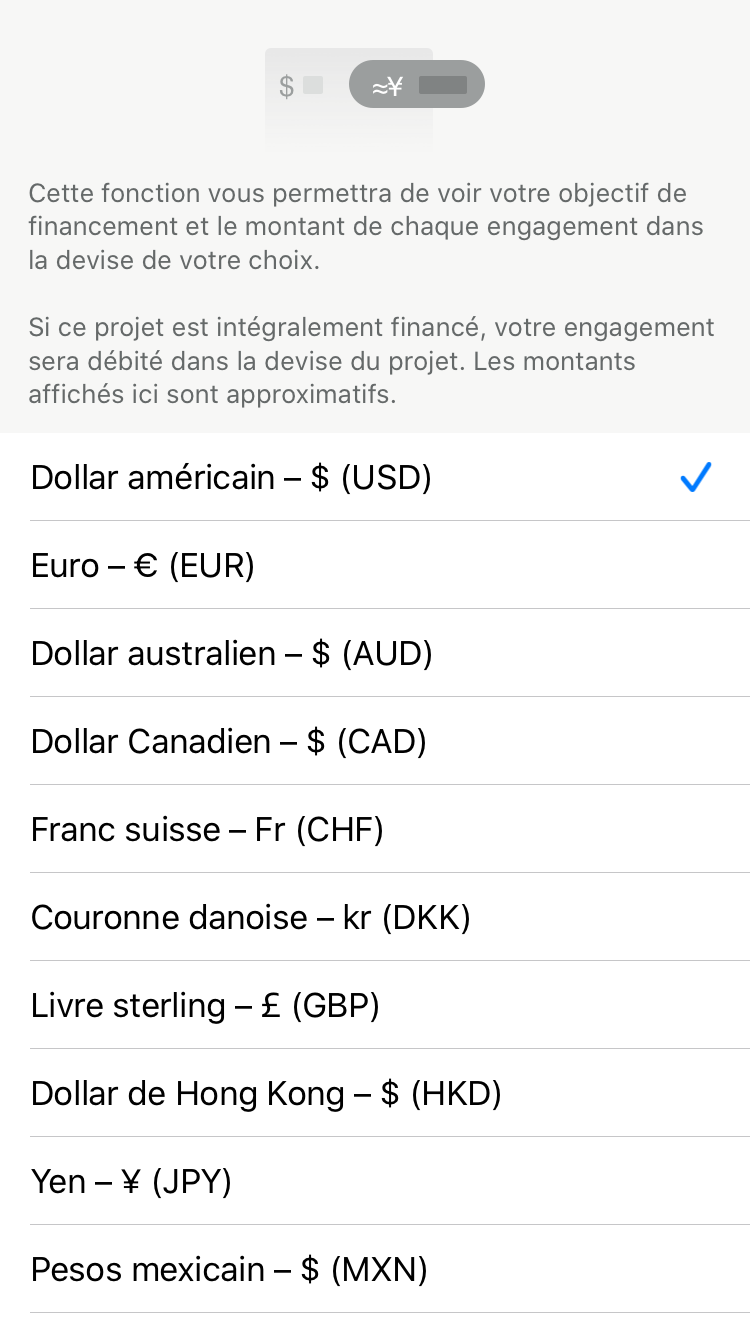 $ ≈¥
Cette fonction vous permettra de voir votre objectif de
financement et le montant de chaque engagement dans
la devise de votre choix.
Si ce projet est intégralement financé, votre engagement
sera débité dans la devise du projet. Les montants
affichés ici sont approximatifs.
Dollar américain – $ (USD)
Euro – € (EUR)
Dollar australien – $ (AUD)
Dollar Canadien – $ (CAD)
Franc suisse – Fr (CHF)
Couronne danoise – kr (DKK)
Livre sterling – £ (GBP)
Dollar de Hong Kong – $ (HKD)
Yen – ¥ (JPY)
Pesos mexicain – $ (MXN)